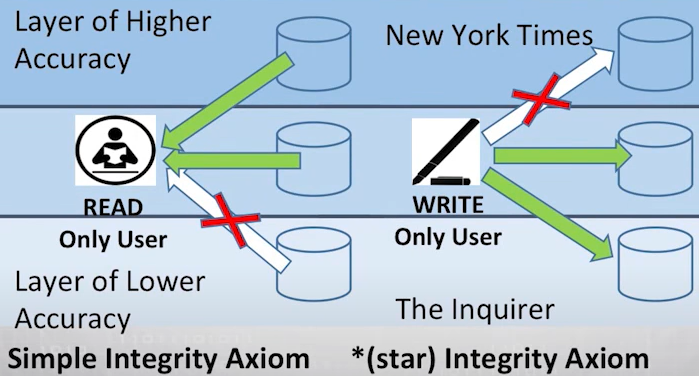 Layer of Higher
Accuracy
New York Times
READ
Only User
WRITE
Only User
Layer of Lower
Accuracy
The Inquirer
Simple Integrity Axiom
*(star) Integrity Axiom